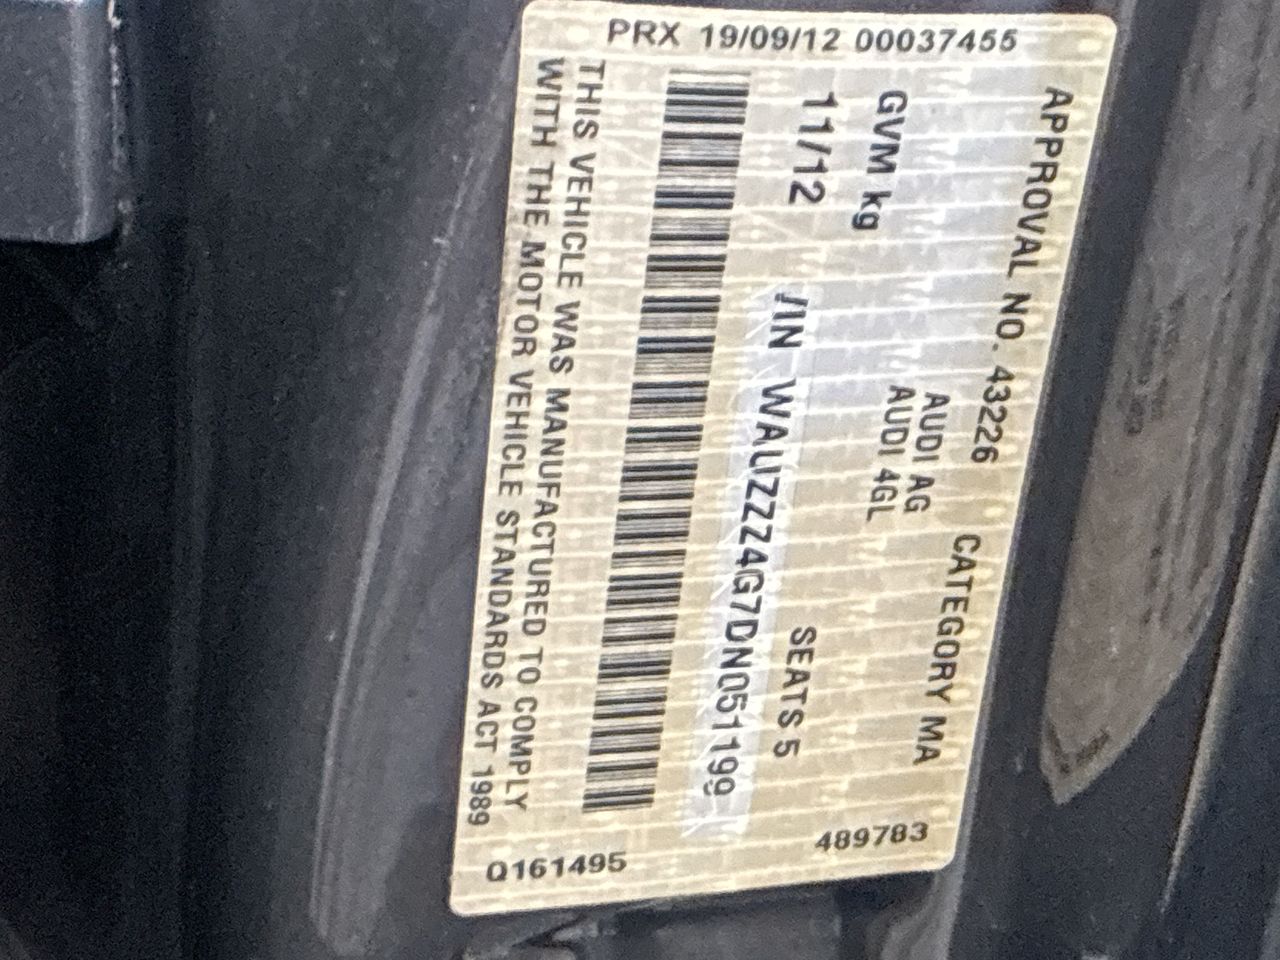 PRX 19/09/12 00037455
APPROVAL NO. 43226 CATEGORY MA
AUDI AG
GVM kg AUDI 4GL
11/12 SEATS 5
VIN WAUZZZ4G7DN051199
THIS VEHICLE WAS MANUFACTURED TO COMPLY
WITH THE MOTOR VEHICLE STANDARDS ACT 1989
489783
Q161495